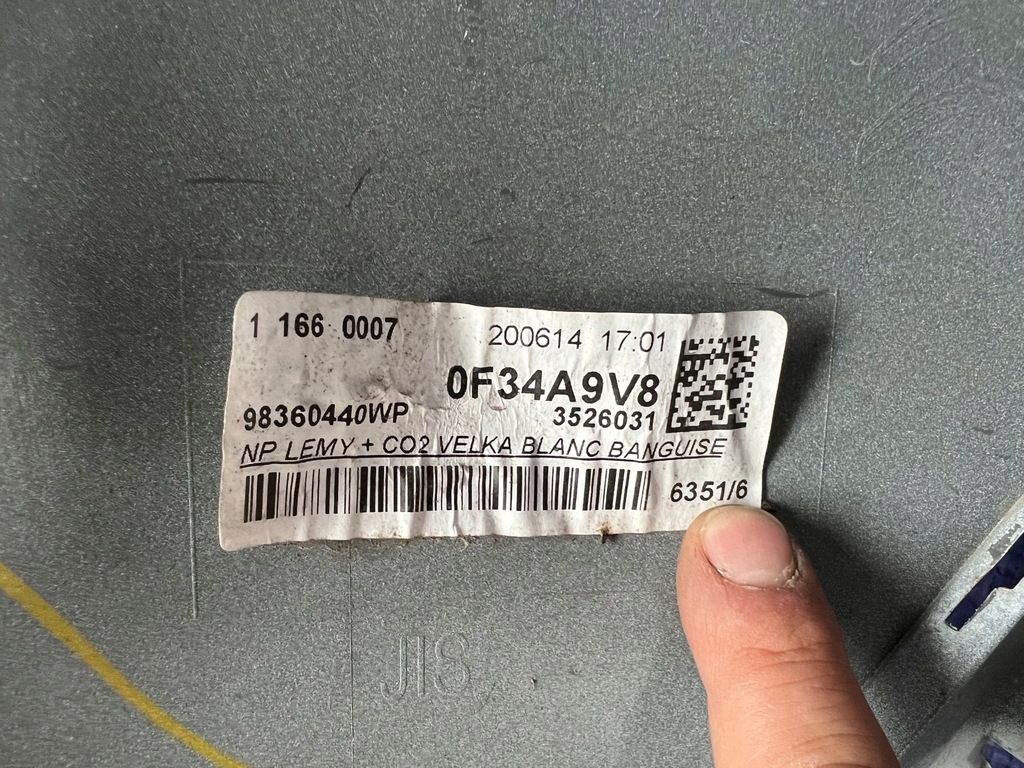 1 166 0007 200614 17:01
0F34A9V8
98360440WP 3526031
NP LEMY + CO2 VELKA BLANC BANGUISE
6351/6
JIS